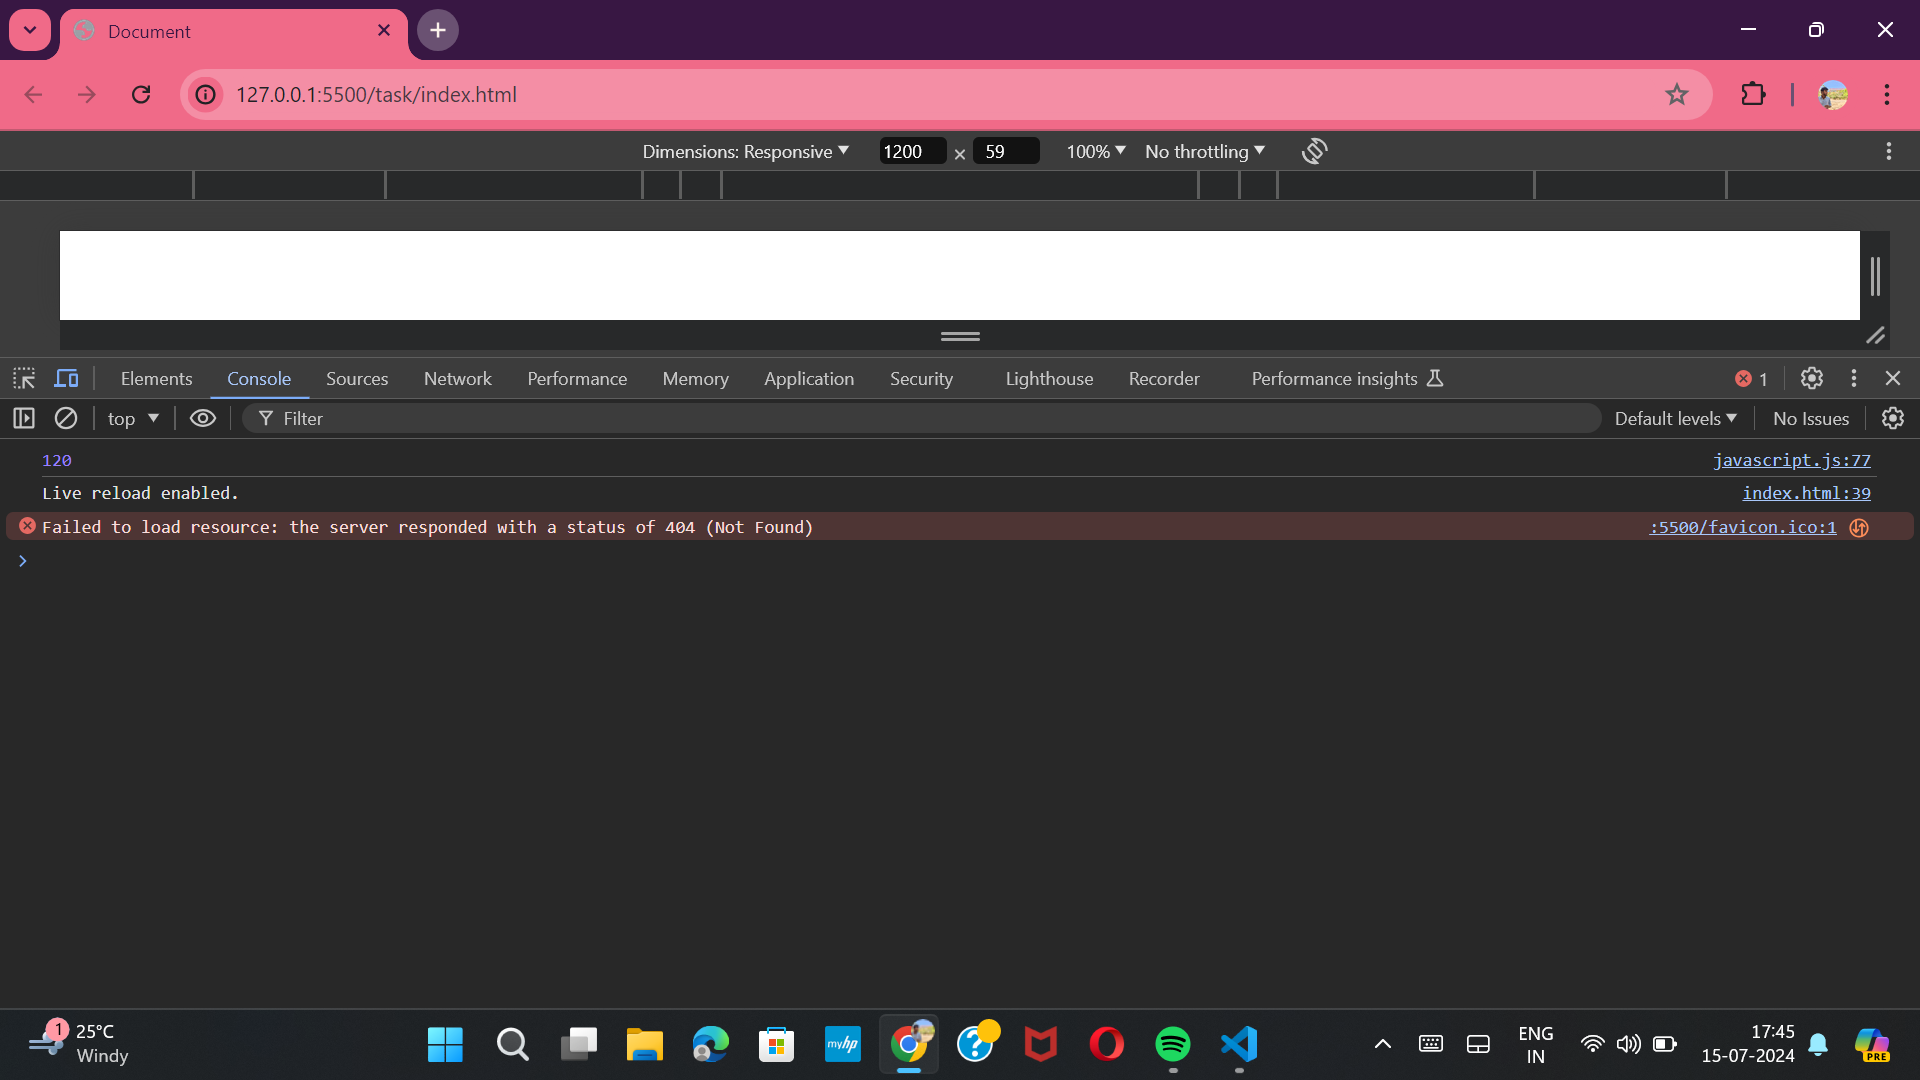 Document
127.0.0.1:5500/task/index.html
Dimensions: Responsive 1200 × 59 100% No throttling
Elements Console Sources Network Performance Memory Application Security Lighthouse Recorder Performance insights 1
top Filter Default levels No Issues
120 javascript.js:77
Live reload enabled. index.html:39
Failed to load resource: the server responded with a status of 404 (Not Found) :5500/favicon.ico:1
1 25°C
Windy
myhp
ENG
IN
17:45
15-07-2024
PRE